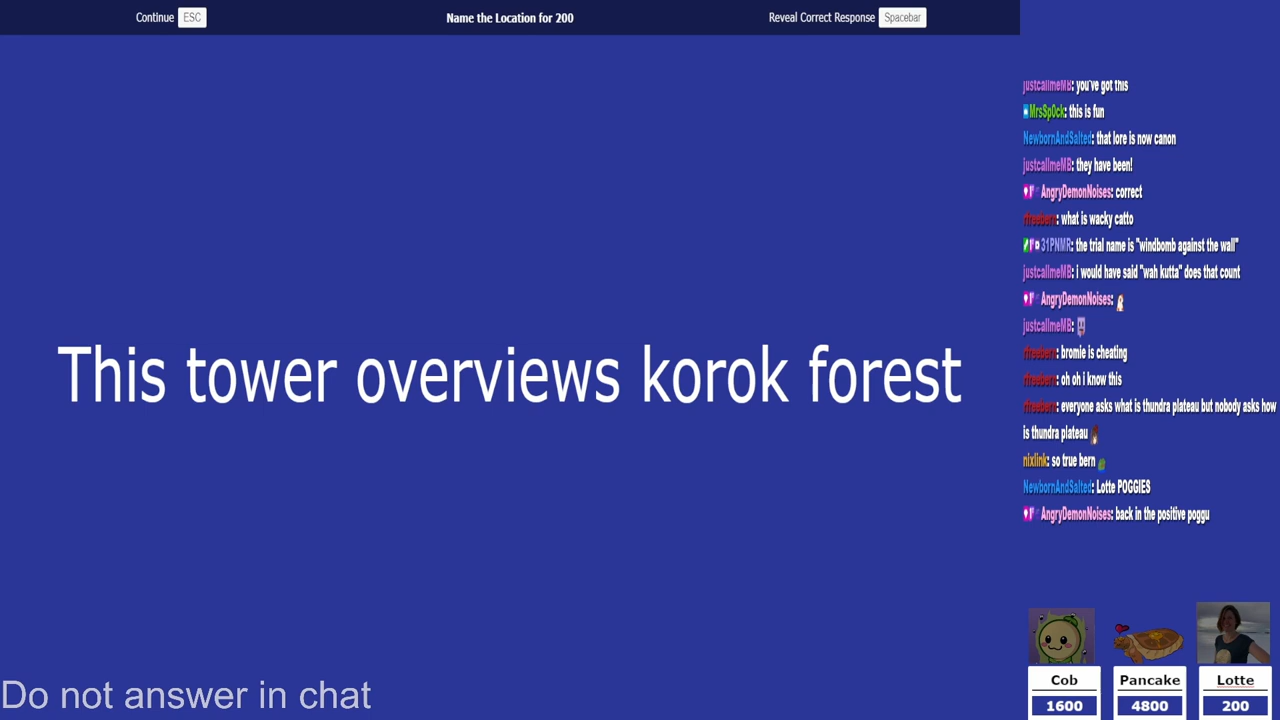 Continue ESC
Name the Location for 200
Reveal Correct Response Spacebar
justcallmeMB: you've got this
MrsSp0ck: this is fun
NewbornAndSalted: that lore is now canon
justcallmeMB: they have been!
AngryDemonNoises: correct
rfreebern: what is wacky catto
31PNMR: the trial name is "windbomb against the wall"
justcallmeMB: i would have said "wah kutta" does that count
AngryDemonNoises:
justcallmeMB:
rfreebern: bromie is cheating
rfreebern: oh oh i know this
rfreebern: everyone asks what is thundra plateau but nobody asks how
is thundra plateau
nixlink: so true bern
NewbornAndSalted: Lotte POGGIES
AngryDemonNoises: back in the positive poggu
This tower overviews korok forest
Do not answer in chat
Cob
1600
Pancake
4800
Lotte
200